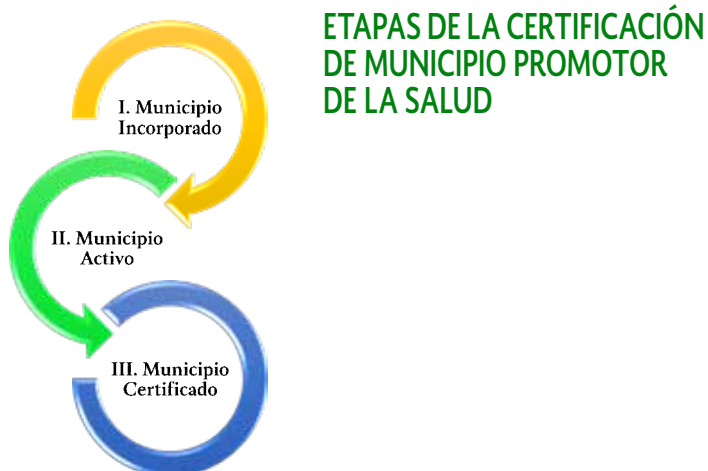 ETAPAS DE LA CERTIFICACIÓN
DE MUNICIPIO PROMOTOR
DE LA SALUD
I. Municipio
Incorporado
II. Municipio
Activo
III. Municipio
Certificado